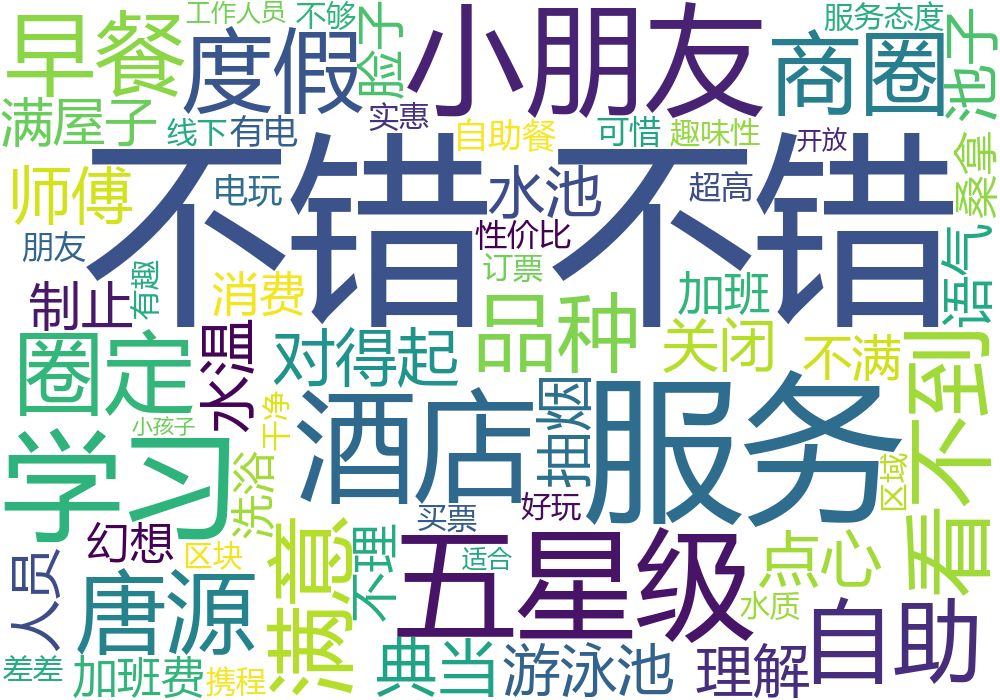 工作人员
不够
脸子
小朋友
服务态度
早餐
度假
商圈
池子
满屋子
线下
有电
实惠
自助餐
可惜
趣味性
开放
桑拿
不错
不错
师傅
电玩
水池
超高
朋友
性价比
订票
语气
有趣
消费
加班
制止
品种
关闭
不满
看不到
圈定
水温
对得起
酒店
抽烟
服务
小孩子
干净
学习
洗浴
区域
买票
好玩
幻想
区块
满意
不理
五星级
适合
点心
人员
唐源
水质
自助
差差
加班费
携程
典当
游泳池
理解